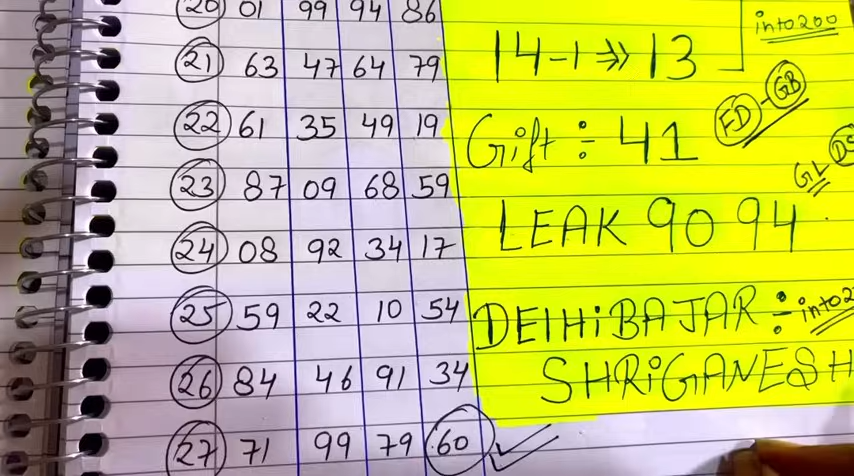 20 01 99 94 86
21 63 47 64 79
22 61 35 49 19
23 87 09 68 59
24 08 92 34 17
25 59 22 10 54
26 84 46 91 34
27 71 99 79 60
into200
14-1 ⇒ 13
FD - GB
Gift : 41
GL DS
LEAK 90 94
DElHiBAJAR :- into2
SHRiGANESH